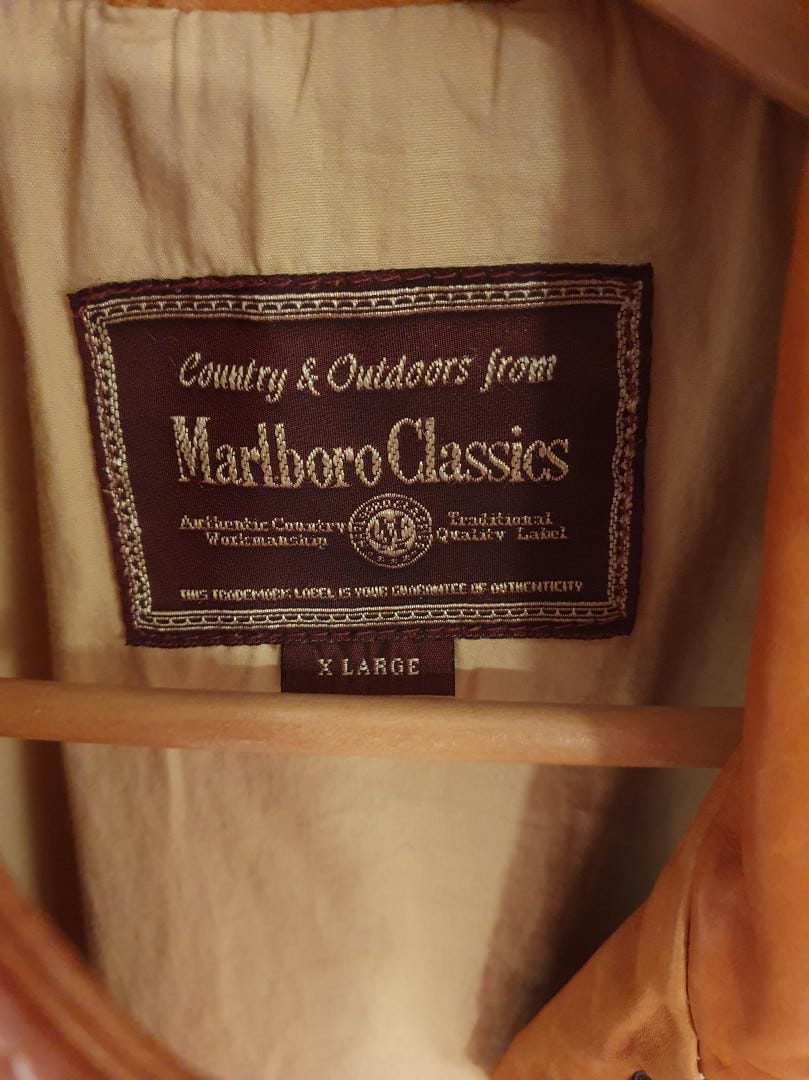 Country & Outdoors from
Marlboro Classics
Authentic Country Workmanship
Traditional Quality Label
THIS TRADEMARK LABEL IS YOUR GUARANTEE OF AUTHENTICITY
X LARGE